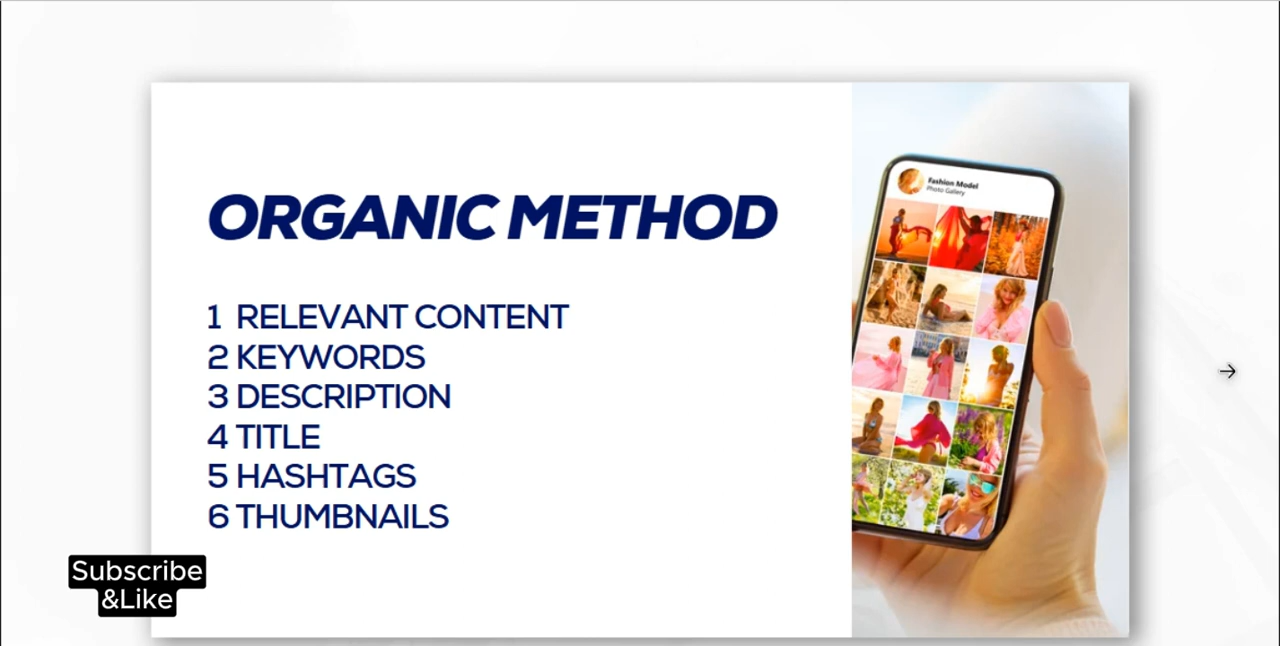 ORGANIC METHOD
1 RELEVANT CONTENT
2 KEYWORDS
3 DESCRIPTION
4 TITLE
5 HASHTAGS
6 THUMBNAILS
Fashion Model
Photo Gallery
Subscribe
&Like